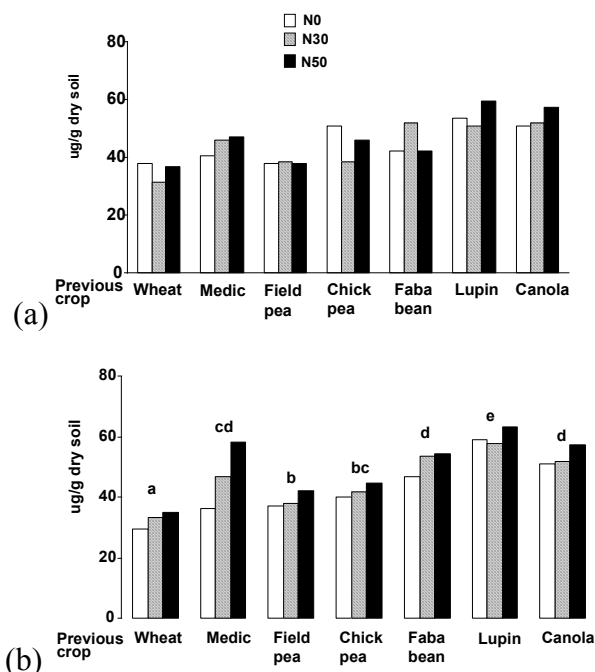 N0
N30
N50
ug/g dry soil
80
60
40
20
0
Previous crop
Wheat
Medic
Field pea
Chick pea
Faba bean
Lupin
Canola
(a)
ug/g dry soil
80
60
40
20
0
a
cd
b
bc
d
e
d
Previous crop
Wheat
Medic
Field pea
Chick pea
Faba bean
Lupin
Canola
(b)